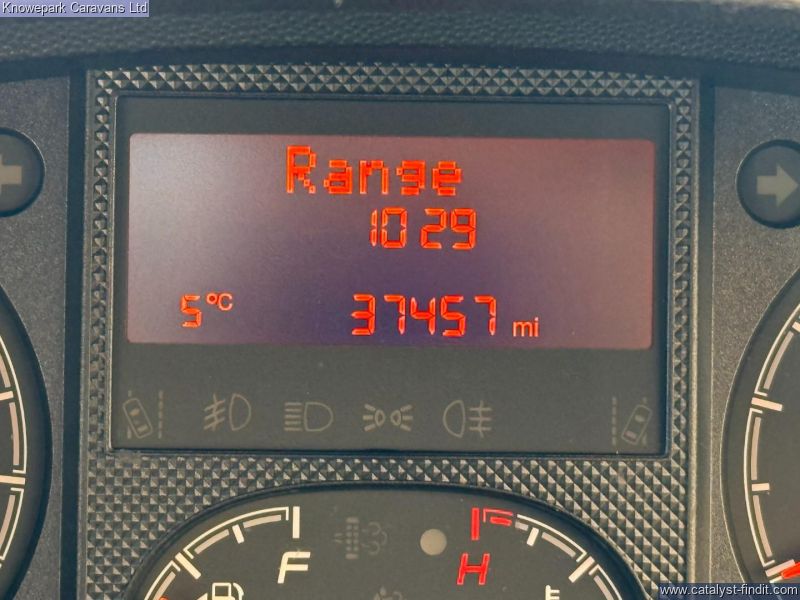 Knowepark Caravans Ltd
Range
1029
5°C 37457 mi
F H
www.catalyst-findit.com